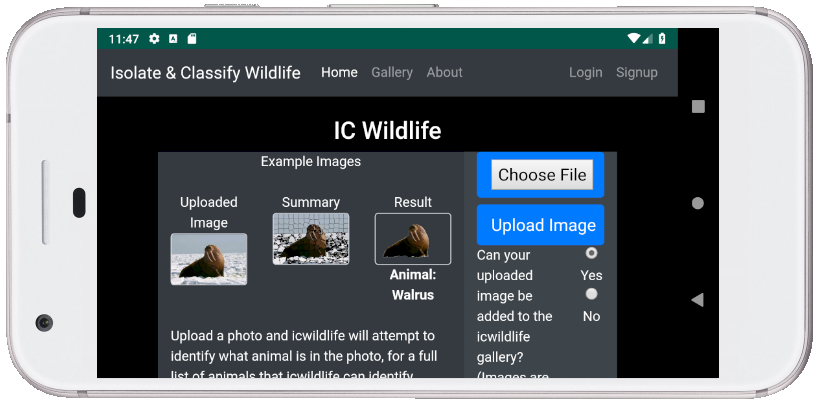 11:47
Isolate & Classify Wildlife Home Gallery About Login Signup
IC Wildlife
Example Images
Uploaded
Image
Summary
Result
Animal:
Walrus
Upload a photo and icwildlife will attempt to
identify what animal is in the photo, for a full
list of animals that icwildlife can identify
Choose File
Upload Image
Can your
uploaded
image be
added to the
icwildlife
gallery?
(Images are
Yes
No